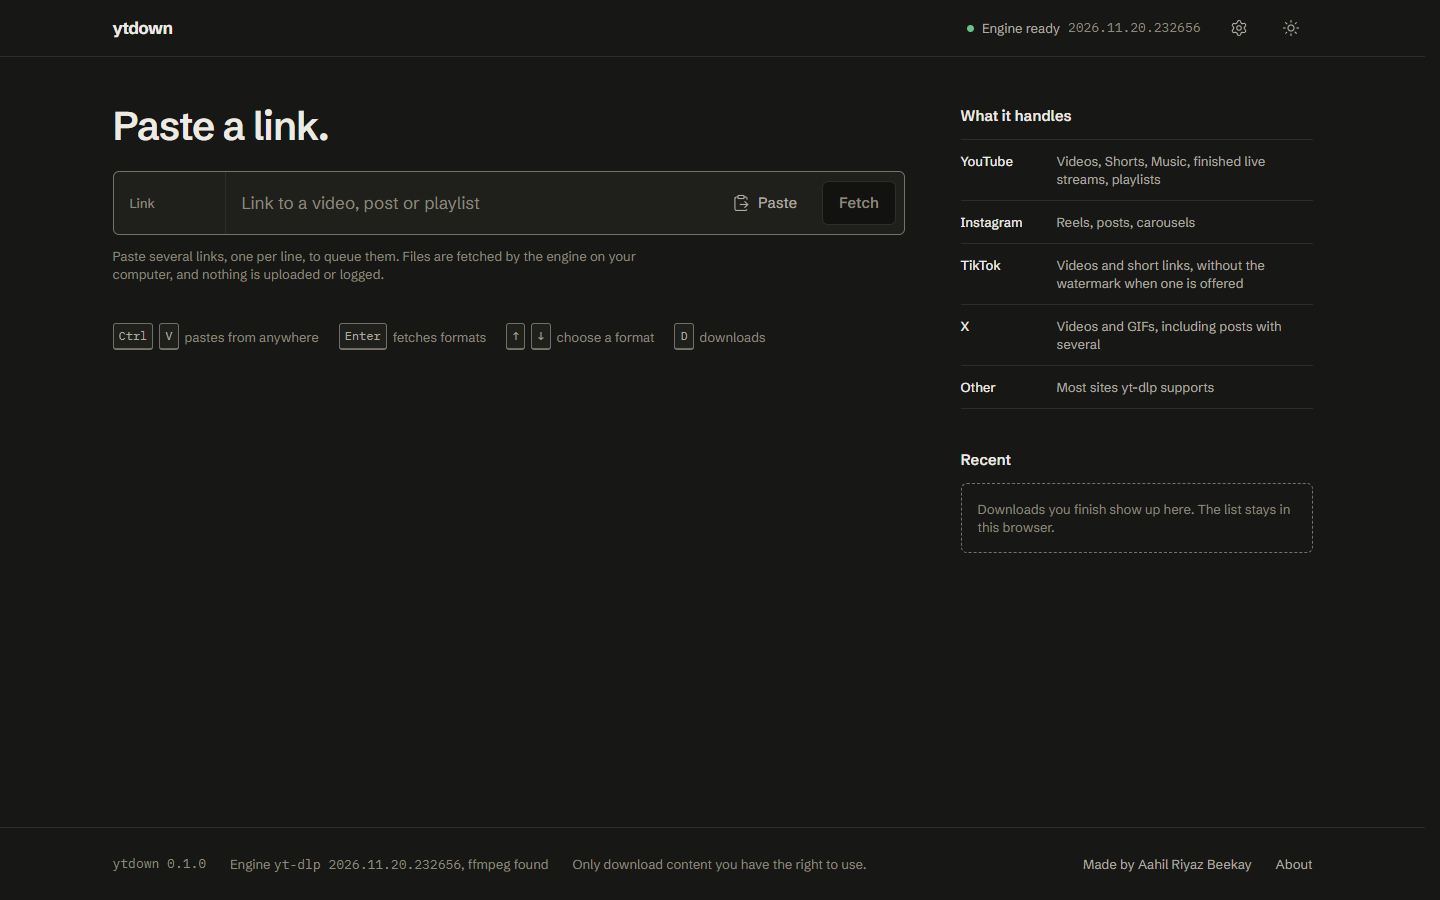 ytdown
Engine ready 2026.11.20.232656
Paste a link.
Link
Link to a video, post or playlist
Paste
Fetch
Paste several links, one per line, to queue them. Files are fetched by the engine on your
computer, and nothing is uploaded or logged.
Ctrl V pastes from anywhere Enter fetches formats ↑ ↓ choose a format D downloads
What it handles
YouTube Videos, Shorts, Music, finished live
streams, playlists
Instagram Reels, posts, carousels
TikTok Videos and short links, without the
watermark when one is offered
X Videos and GIFs, including posts with
several
Other Most sites yt-dlp supports
Recent
Downloads you finish show up here. The list stays in
this browser.
ytdown 0.1.0 Engine yt-dlp 2026.11.20.232656, ffmpeg found Only download content you have the right to use. Made by Aahil Riyaz Beekay About